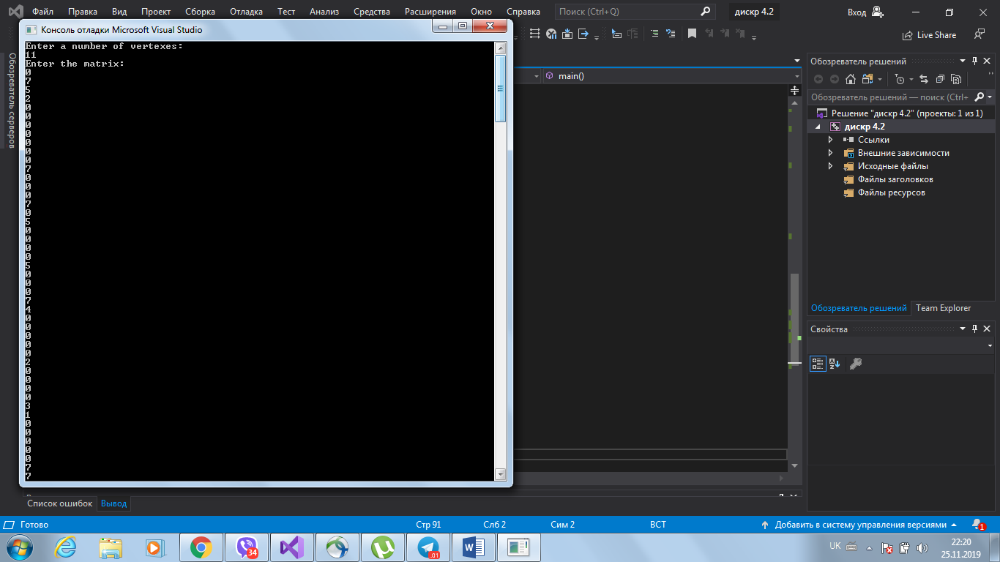 Файл Правка Вид Проект Сборка Отладка Тест Анализ Средства Расширения Окно Справка Поиск (Ctrl+Q) дискр 4.2 Вход
Консоль отладки Microsoft Visual Studio
Live Share
Enter a number of vertexes:
11
Enter the matrix:
0
7
5
2
0
0
0
0
0
0
0
7
0
0
0
7
0
5
0
0
0
0
5
0
0
0
7
4
0
0
0
0
0
2
0
0
0
0
3
1
0
0
0
0
0
7
7
Обозреватель серверов
main()
Обозреватель решений
Обозреватель решений — поиск (Ctrl+
Решение "дискр 4.2" (проекты: 1 из 1)
дискр 4.2
Ссылки
Внешние зависимости
Исходные файлы
Файлы заголовков
Файлы ресурсов
Обозреватель решений Team Explorer
Свойства
Список ошибок Вывод
Готово Стр 91 Слб 2 Сим 2 ВСТ Добавить в систему управления версиями 1
34 .01 UK 22:20
25.11.2019